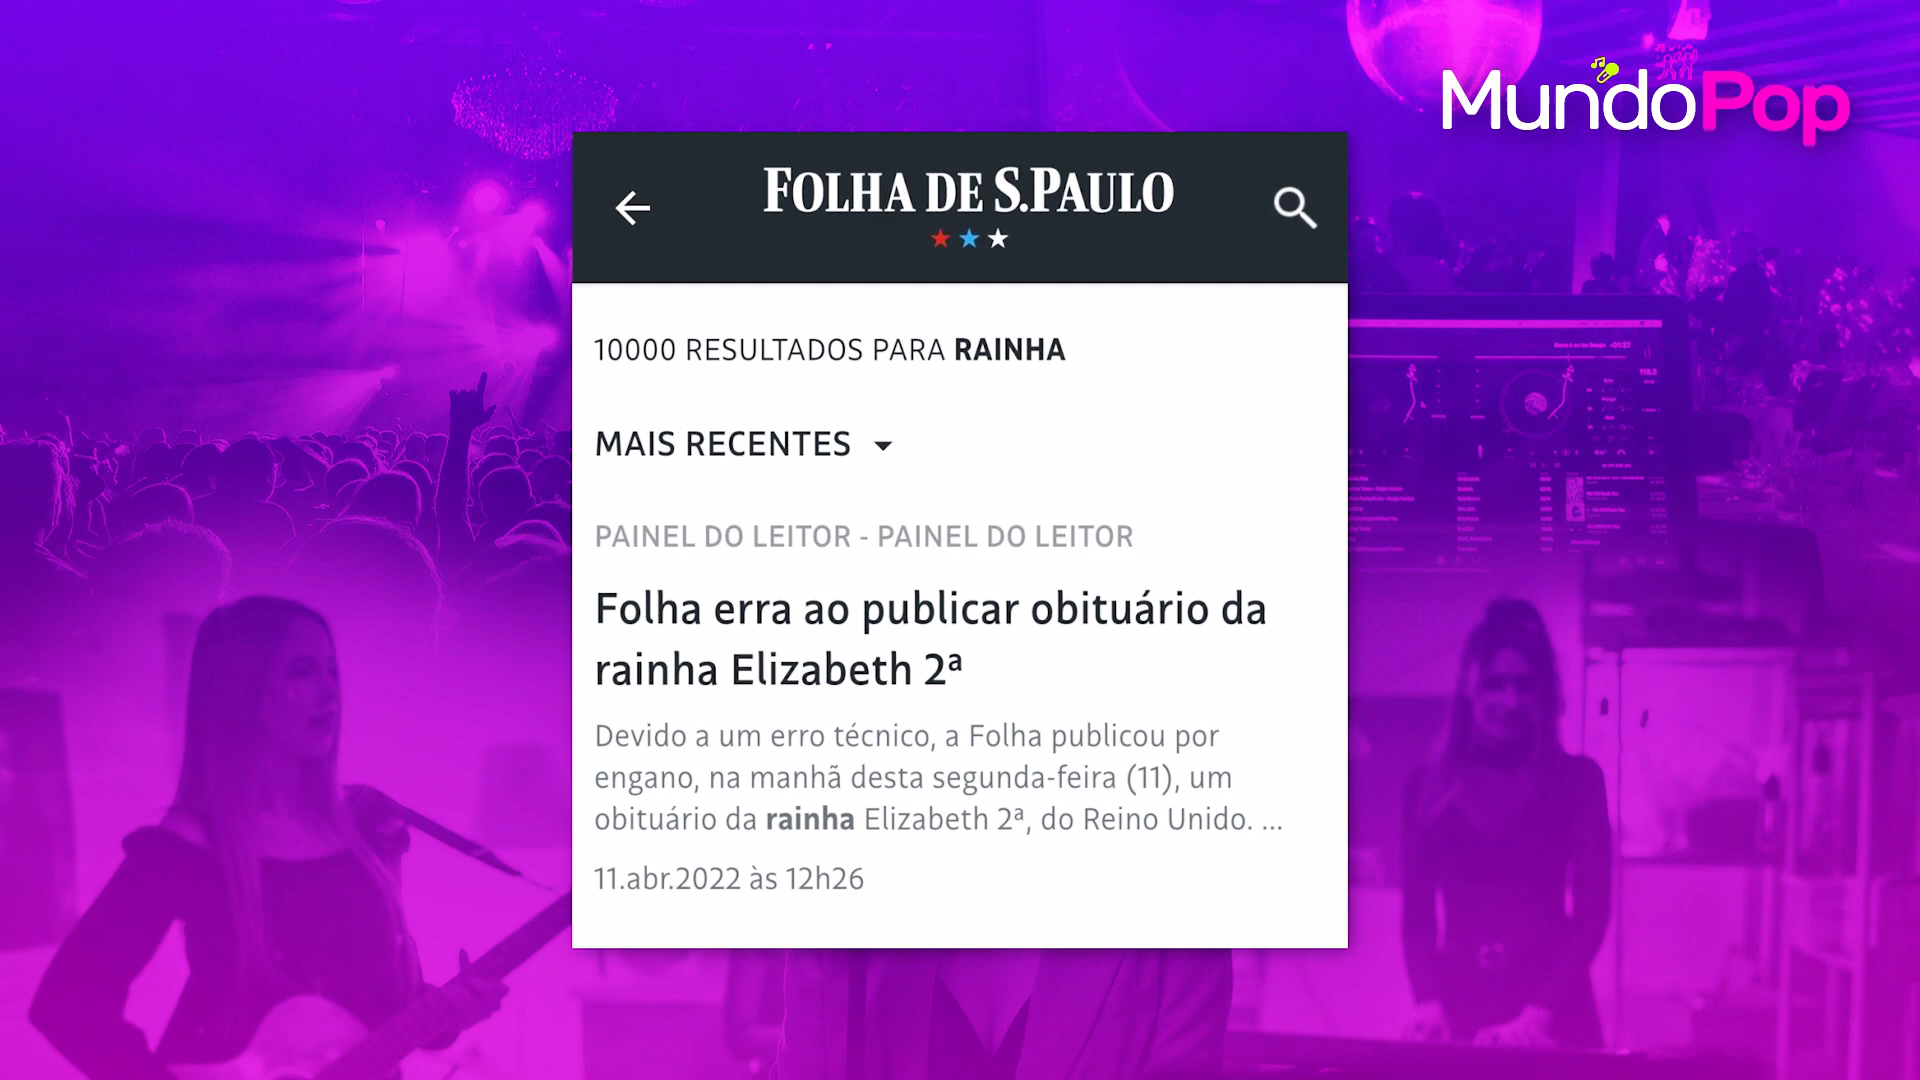 MundoPop
FOLHA DE S.PAULO
10000 RESULTADOS PARA RAINHA
MAIS RECENTES
PAINEL DO LEITOR - PAINEL DO LEITOR
Folha erra ao publicar obituário da
rainha Elizabeth 2ª
Devido a um erro técnico, a Folha publicou por
engano, na manhã desta segunda-feira (11), um
obituário da rainha Elizabeth 2ª, do Reino Unido. ...
11.abr.2022 às 12h26